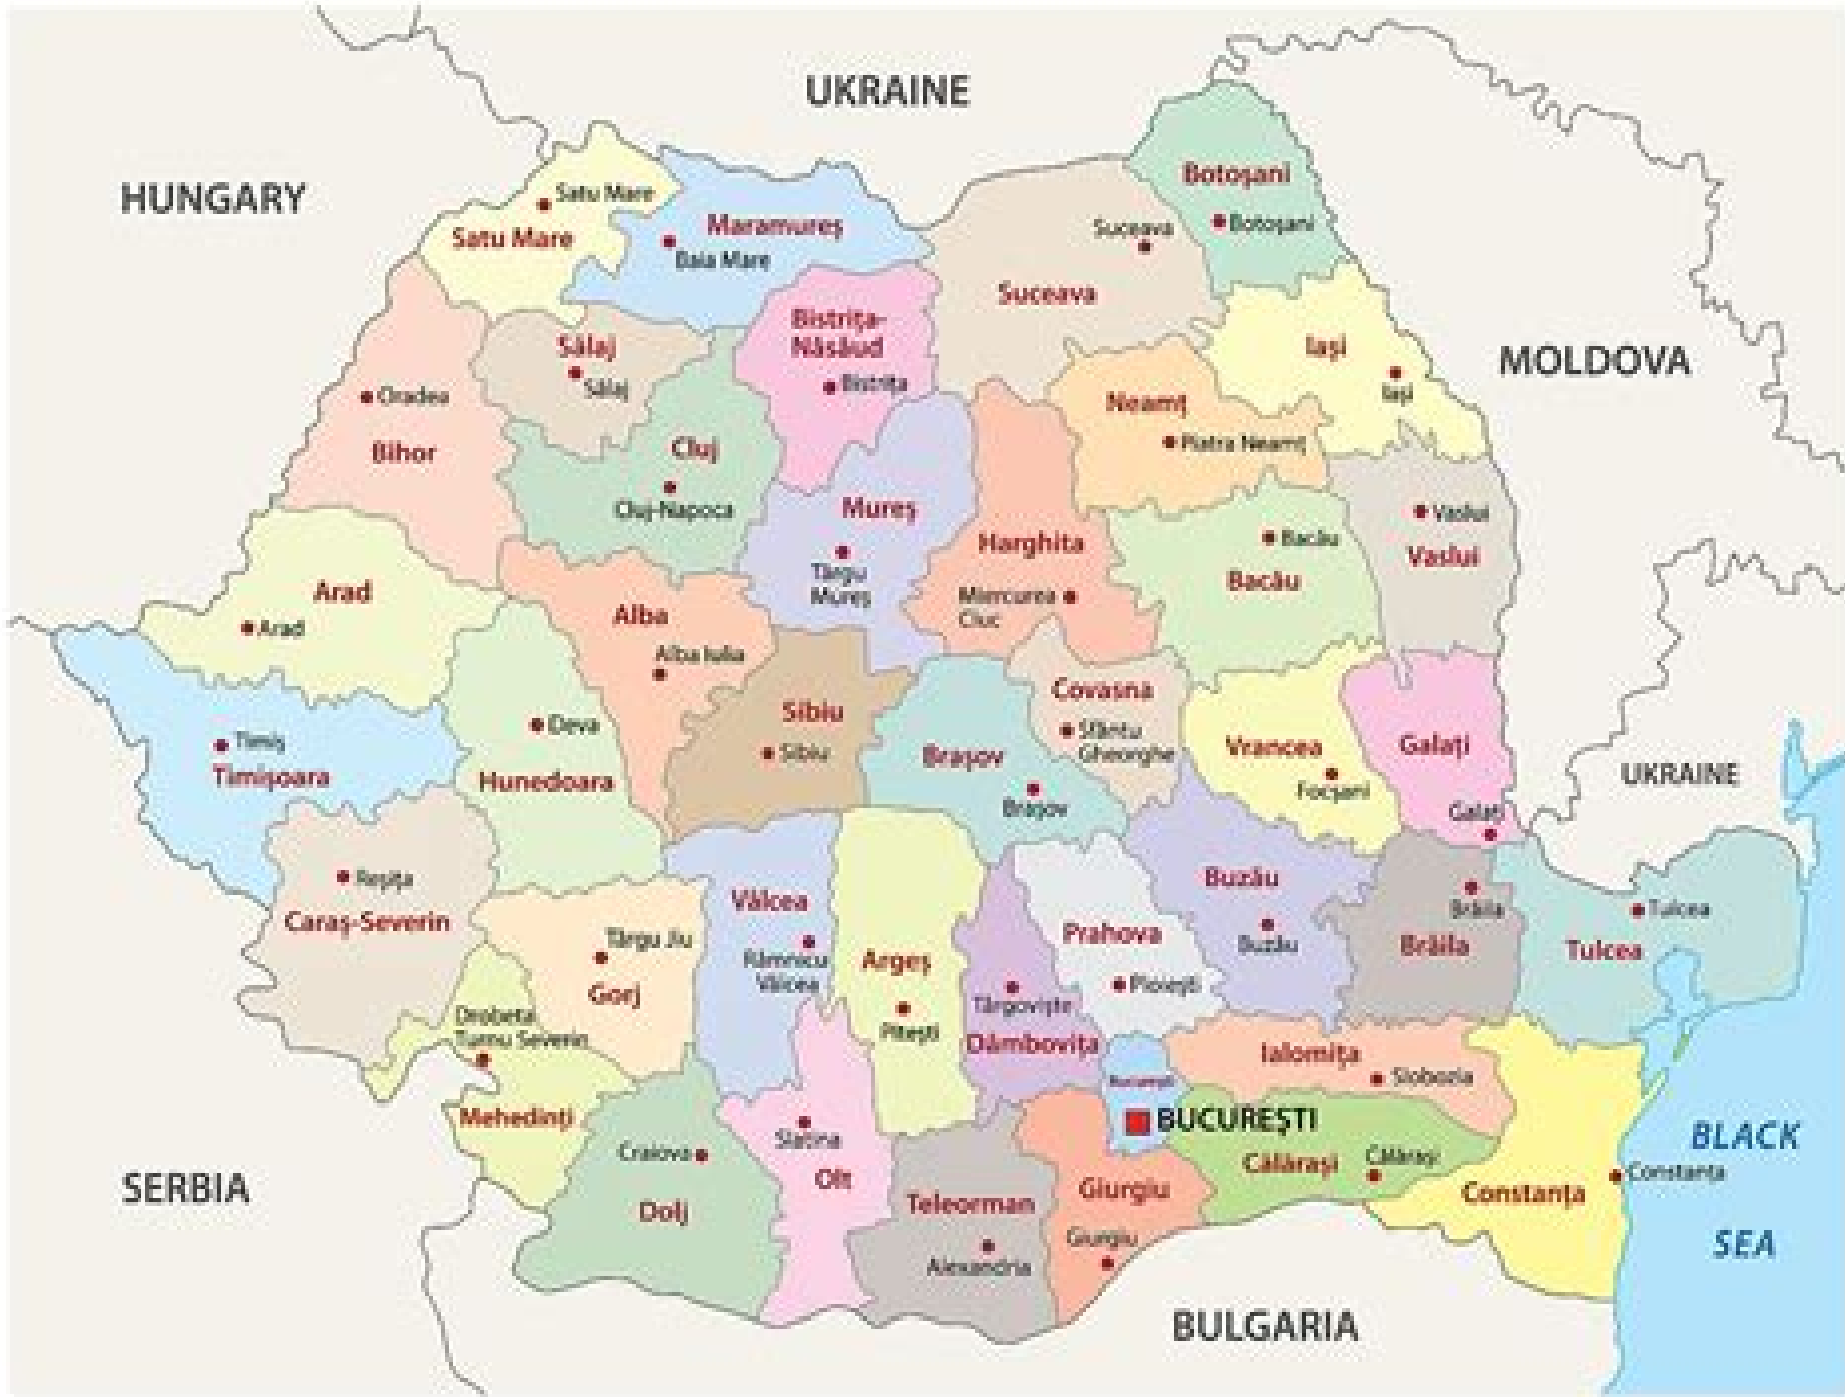 UKRAINE
HUNGARY
Botoşani
Botoşani
Satu Mare
Satu Mare
Maramureş
Baia Mare
Suceava
Suceava
Bistriţa-
Năsăud
Bistriţa
Sălaj
Sălaj
Iaşi
Iaşi
MOLDOVA
Oradea
Bihor
Neamţ
Piatra Neamţ
Cluj
Cluj-Napoca
Mureş
Târgu
Mureş
Harghita
Miercurea
Ciuc
Bacău
Bacău
Vaslui
Vaslui
Arad
Arad
Alba
Alba Iulia
Timiş
Timişoara
Deva
Hunedoara
Sibiu
Sibiu
Braşov
Braşov
Covasna
Sfântu
Gheorghe
Vrancea
Focşani
Galaţi
Galaţi
UKRAINE
Reşiţa
Caraş-Severin
Târgu Jiu
Gorj
Vâlcea
Râmnicu
Vâlcea
Argeş
Piteşti
Prahova
Ploieşti
Târgovişte
Dâmboviţa
Buzău
Buzău
Brăila
Brăila
Tulcea
Tulcea
Drobeta
Turnu Severin
Mehedinţi
Ialomiţa
Slobozia
Bucureşti
BUCUREŞTI
Călăraşi
Călăraşi
Craiova
Dolj
Slatina
Olt
Teleorman
Alexandria
Giurgiu
Giurgiu
Constanţa
Constanţa
BLACK
SEA
SERBIA
BULGARIA